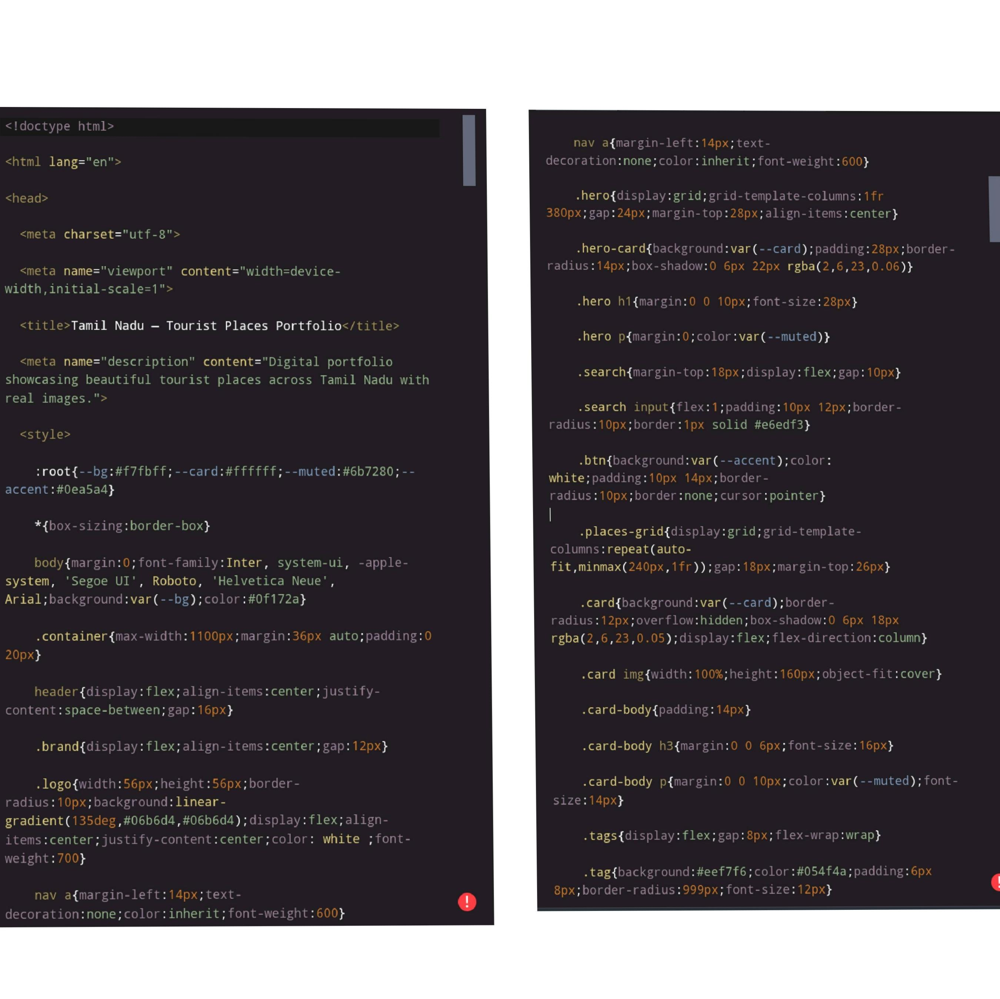 <!doctype html>
<html lang="en">
<head>
<meta charset="utf-8">
<meta name="viewport" content="width=device-
width,initial-scale=1">
<title>Tamil Nadu – Tourist Places Portfolio</title>
<meta name="description" content="Digital portfolio
showcasing beautiful tourist places across Tamil Nadu with
real images.">
<style>
:root{--bg:#f7fbff;--card:#ffffff;--muted:#6b7280;--
accent:#0ea5a4}
*{box-sizing:border-box}
body{margin:0;font-family:Inter, system-ui, -apple-
system, 'Segoe UI', Roboto, 'Helvetica Neue',
Arial;background:var(--bg);color:#0f172a}
.container{max-width:1100px;margin:36px auto;padding:0
20px}
header{display:flex;align-items:center;justify-
content:space-between;gap:16px}
.brand{display:flex;align-items:center;gap:12px}
.logo{width:56px;height:56px;border-
radius:10px;background:linear-
gradient(135deg,#06b6d4,#06b6d4);display:flex;align-
items:center;justify-content:center;color: white ;font-
weight:700}
nav a{margin-left:14px;text-
decoration:none;color:inherit;font-weight:600}
nav a{margin-left:14px;text-
decoration:none;color:inherit;font-weight:600}
.hero{display:grid;grid-template-columns:1fr
380px;gap:24px;margin-top:28px;align-items:center}
.hero-card{background:var(--card);padding:28px;border-
radius:14px;box-shadow:0 6px 22px rgba(2,6,23,0.06)}
.hero h1{margin:0 0 10px;font-size:28px}
.hero p{margin:0;color:var(--muted)}
.search{margin-top:18px;display:flex;gap:10px}
.search input{flex:1;padding:10px 12px;border-
radius:10px;border:1px solid #e6edf3}
.btn{background:var(--accent);color:
white;padding:10px 14px;border-
radius:10px;border:none;cursor:pointer}
.places-grid{display:grid;grid-template-
columns:repeat(auto-
fit,minmax(240px,1fr));gap:18px;margin-top:26px}
.card{background:var(--card);border-
radius:12px;overflow:hidden;box-shadow:0 6px 18px
rgba(2,6,23,0.05);display:flex;flex-direction:column}
.card img{width:100%;height:160px;object-fit:cover}
.card-body{padding:14px}
.card-body h3{margin:0 0 6px;font-size:16px}
.card-body p{margin:0 0 10px;color:var(--muted);font-
size:14px}
.tags{display:flex;gap:8px;flex-wrap:wrap}
.tag{background:#eef7f6;color:#054f4a;padding:6px
8px;border-radius:999px;font-size:12px}